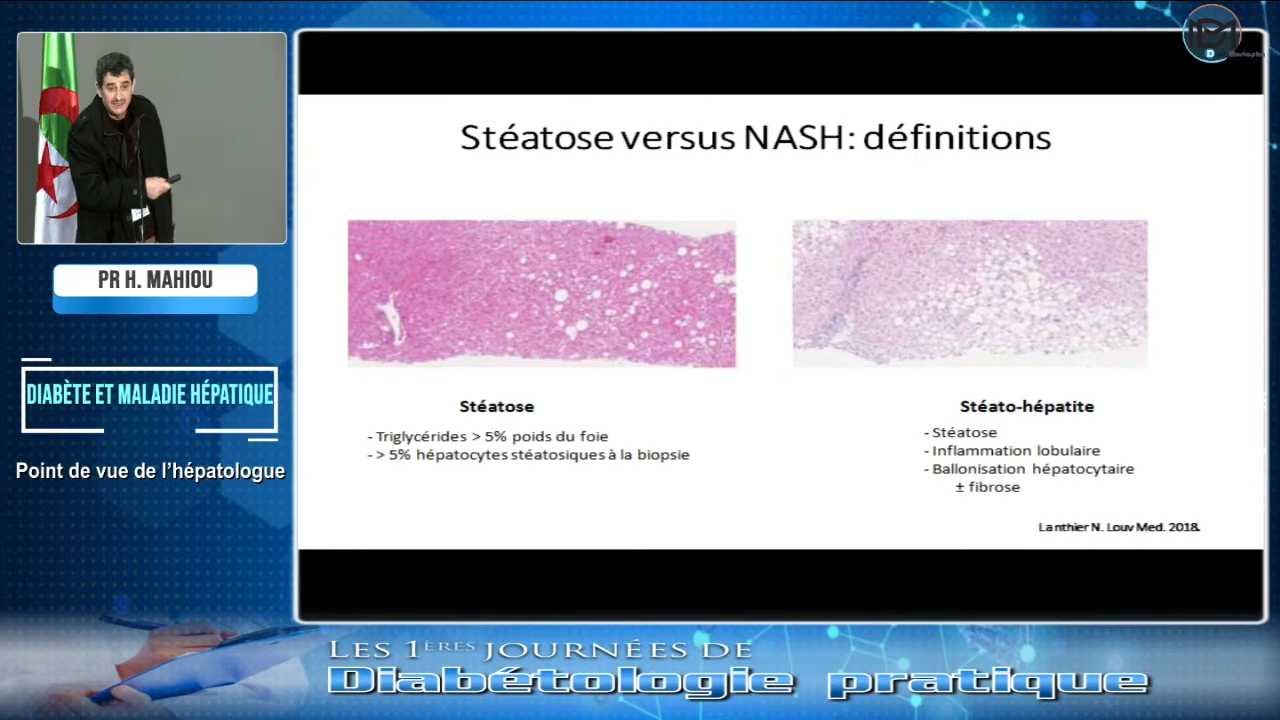 PR H. MAHIOU
DIABÈTE ET MALADIE HÉPATIQUE
Point de vue de l'hépatologue
Stéatose versus NASH: définitions
Stéatose
- Triglycérides > 5% poids du foie
- > 5% hépatocytes stéatosiques à la biopsie
Stéato-hépatite
- Stéatose
- Inflammation lobulaire
- Ballonisation hépatocytaire
± fibrose
Lanthier N. Louv Med. 2018.
LES 1ÈRES JOURNÉES DE
Diabétologie pratique